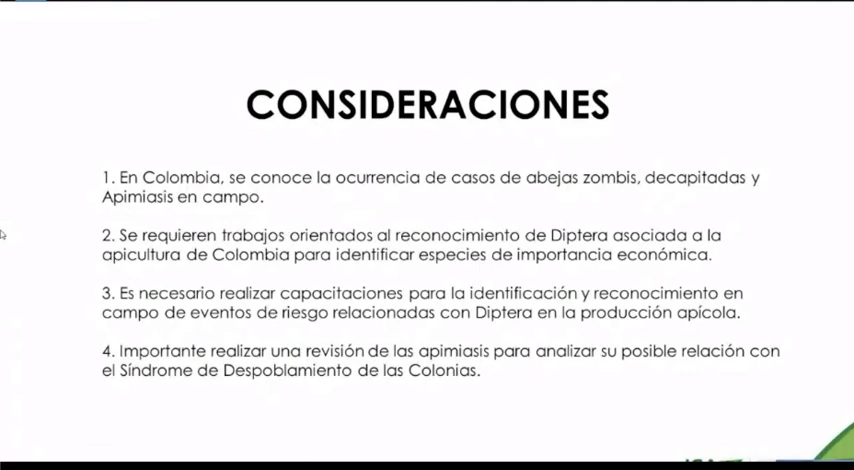 CONSIDERACIONES
1. En Colombia, se conoce la ocurrencia de casos de abejas zombis, decapitadas y
Apimiasis en campo.
2. Se requieren trabajos orientados al reconocimiento de Diptera asociada a la
apicultura de Colombia para identificar especies de importancia económica.
3. Es necesario realizar capacitaciones para la identificación y reconocimiento en
campo de eventos de riesgo relacionadas con Diptera en la producción apícola.
4. Importante realizar una revisión de las apimiasis para analizar su posible relación con
el Síndrome de Despoblamiento de las Colonias.